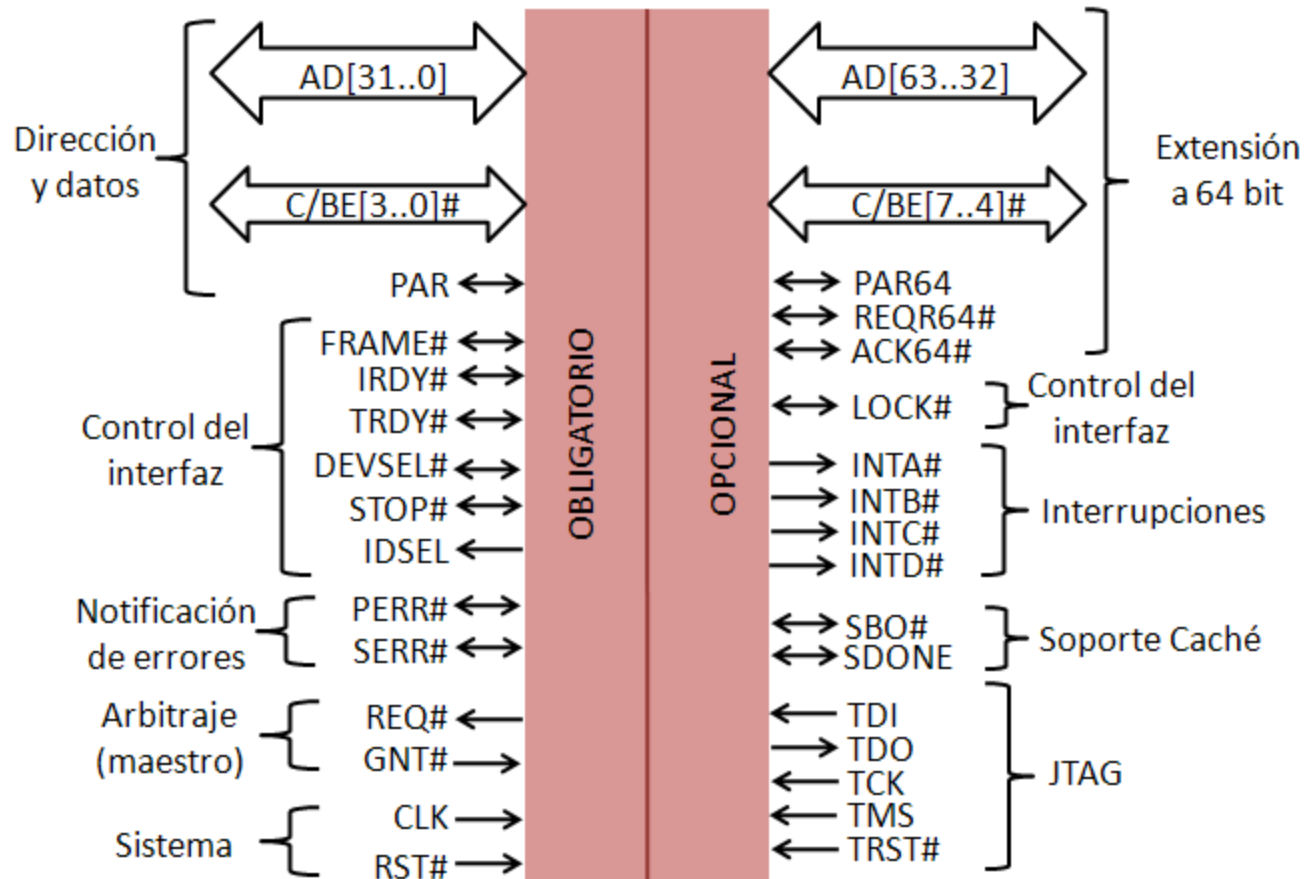 Dirección
y datos
AD[31..0]
C/BE[3..0]#
PAR
Control del
interfaz
FRAME#
IRDY#
TRDY#
DEVSEL#
STOP#
IDSEL
Notificación
de errores
PERR#
SERR#
Arbitraje
(maestro)
REQ#
GNT#
Sistema
CLK
RST#
OBLIGATORIO
OPCIONAL
AD[63..32]
C/BE[7..4]#
PAR64
REQR64#
ACK64#
Extensión
a 64 bit
LOCK#
Control del
interfaz
INTA#
INTB#
INTC#
INTD#
Interrupciones
SBO#
SDONE
Soporte Caché
TDI
TDO
TCK
TMS
TRST#
JTAG